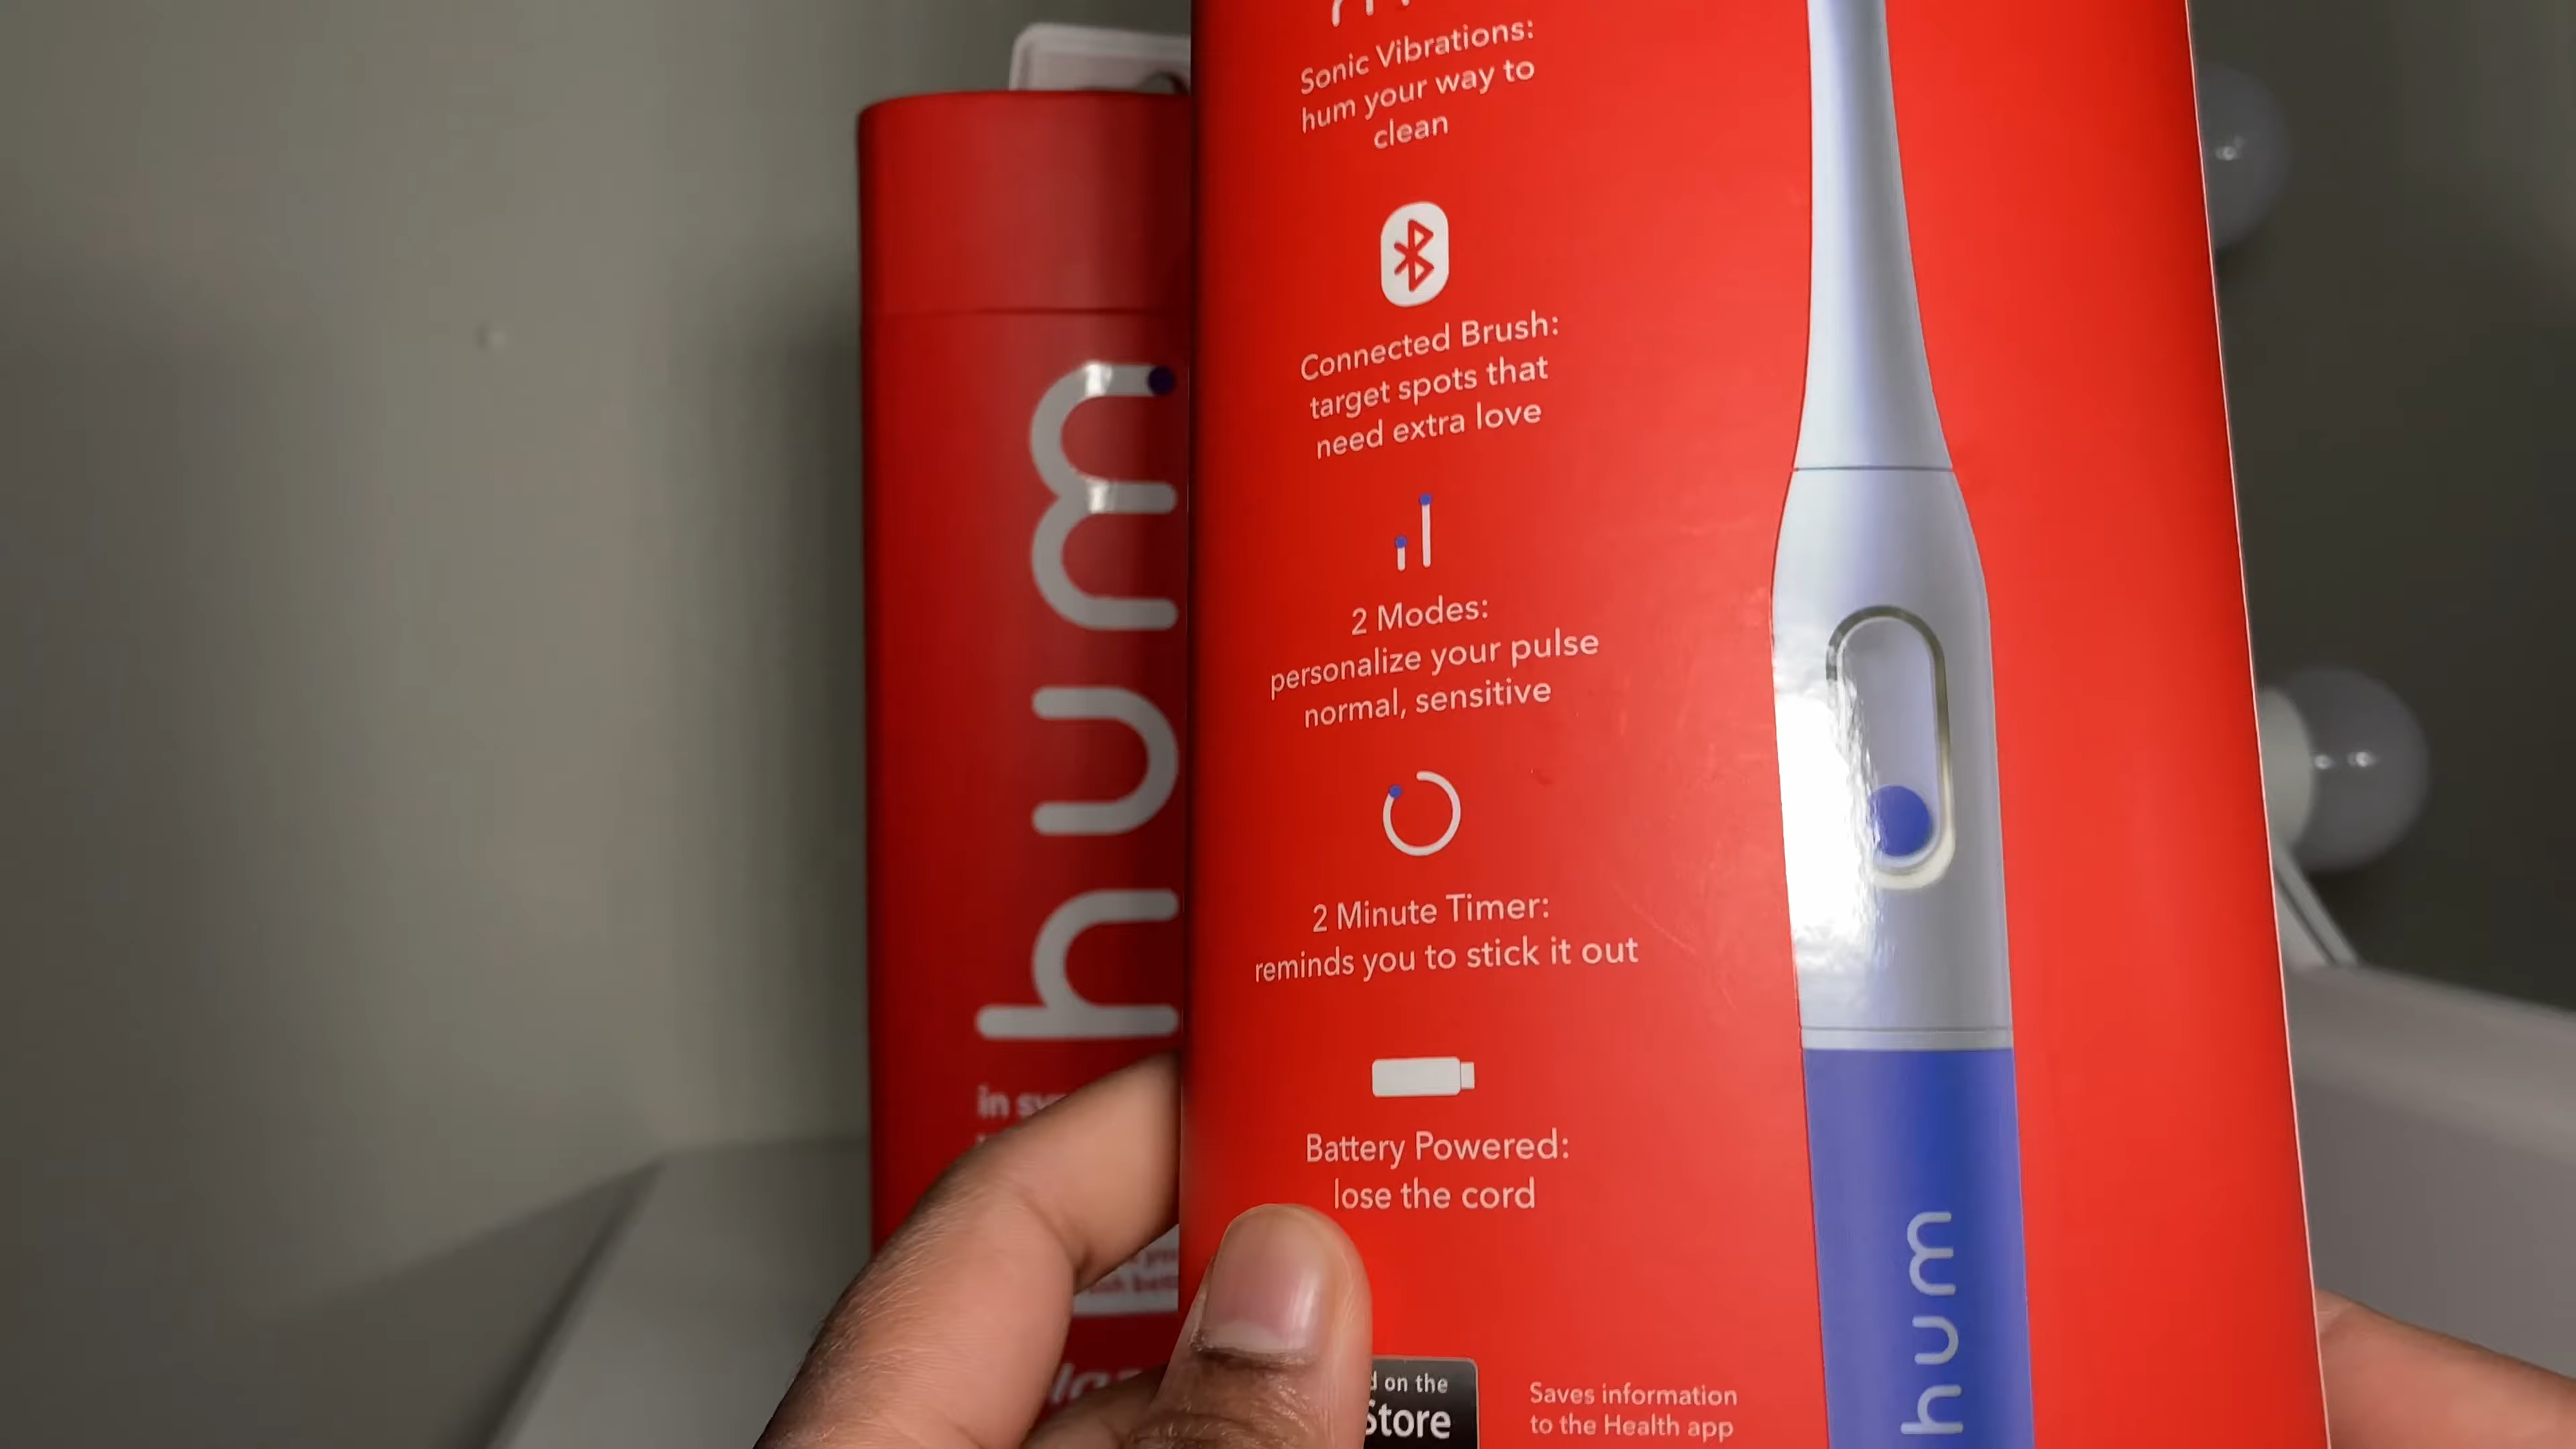 hum
in
Sonic Vibrations:
hum your way to
clean
Connected Brush:
target spots that
need extra love
2 Modes:
personalize your pulse
normal, sensitive
2 Minute Timer:
reminds you to stick it out
Battery Powered:
lose the cord
on the
Store
Saves information
to the Health app
hum